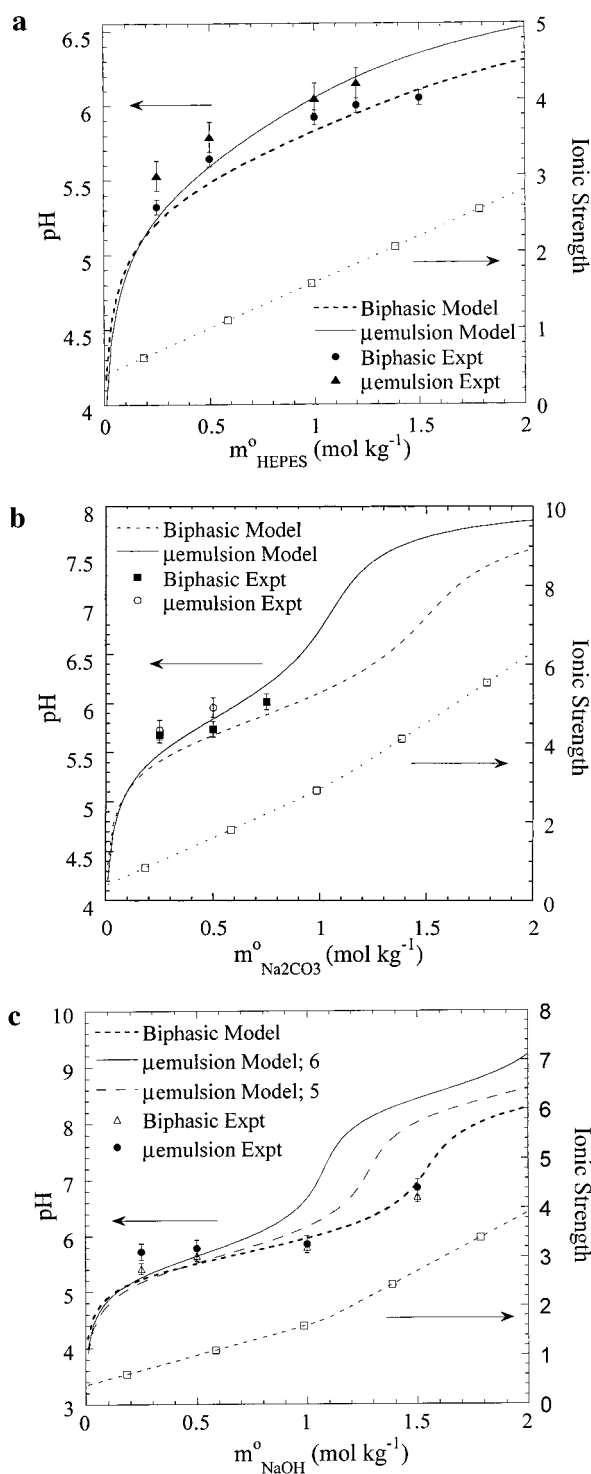 a
6.5
6
5.5
5
4.5
4
pH
5
4
3
2
1
0
Ionic Strength
Biphasic Model
μemulsion Model
Biphasic Expt
μemulsion Expt
0 0.5 1 1.5 2
m°HEPES (mol kg-1)
b
8
7.5
7
6.5
6
5.5
5
4.5
4
pH
10
8
6
4
2
0
Ionic Strength
Biphasic Model
μemulsion Model
Biphasic Expt
μemulsion Expt
0 0.5 1 1.5 2
m°Na2CO3 (mol kg-1)
c
10
9
8
7
6
5
4
3
pH
8
7
6
5
4
3
2
1
0
Ionic Strength
Biphasic Model
μemulsion Model; 6
μemulsion Model; 5
Biphasic Expt
μemulsion Expt
0 0.5 1 1.5 2
m°NaOH (mol kg-1)